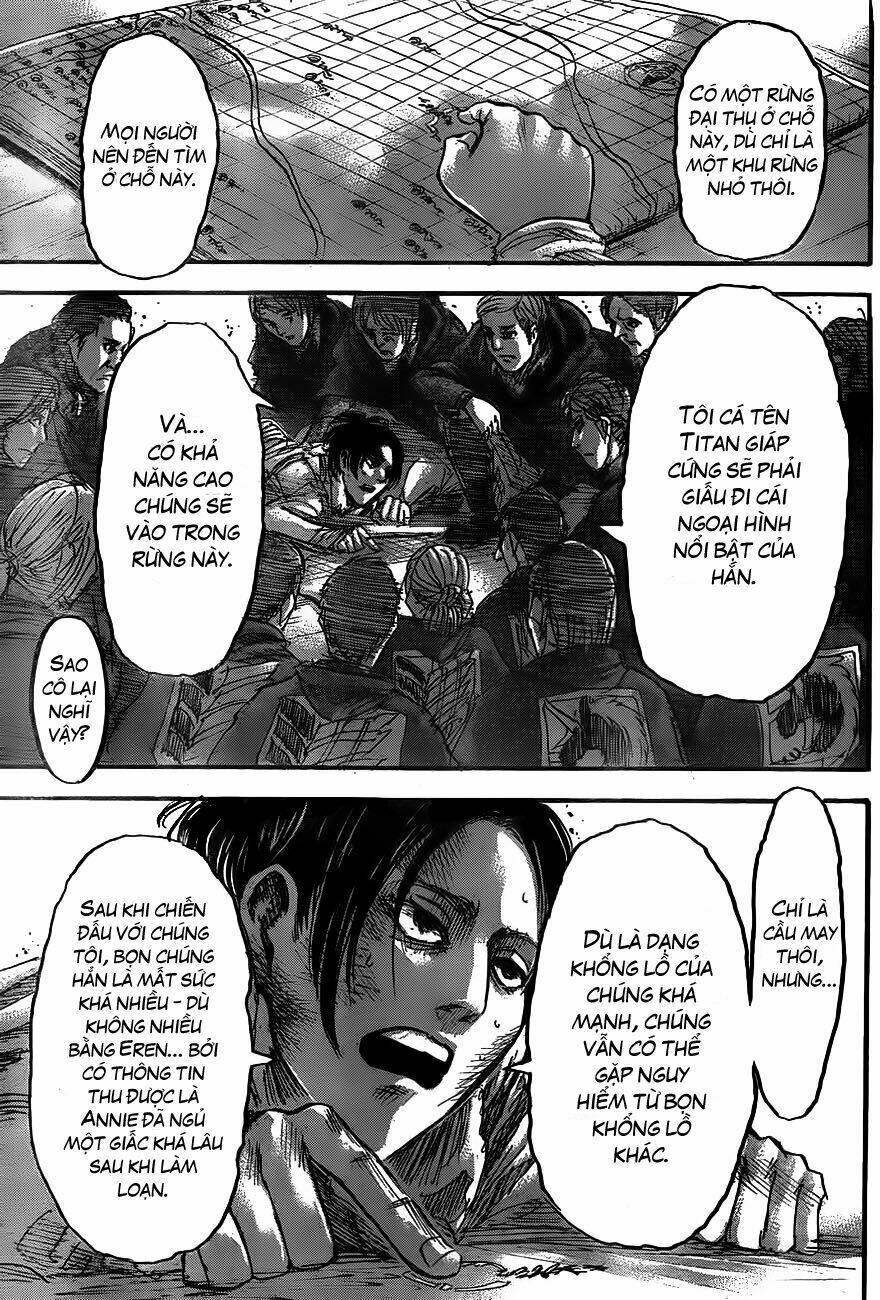 CÓ MỘT RỪNG
ĐẠI THỤ Ở CHỖ
NÀY, DÙ CHỈ LÀ
MỘT KHU RỪNG
NHỎ THÔI.
MỌI NGƯỜI
NÊN ĐẾN TÌM
Ở CHỖ NÀY.
TÔI CÁ TÊN
TITAN GIÁP
CỨNG SẼ PHẢI
GIẤU ĐI CÁI
NGOẠI HÌNH
NỔI BẬT CỦA
HẮN.
VÀ...
CÓ KHẢ
NĂNG CAO
CHÚNG SẼ
VÀO TRONG
RỪNG NÀY.
SAO
CÔ LẠI
NGHĨ
VẬY?
CHỈ LÀ
CẦU MAY
THÔI,
NHƯNG...
DÙ LÀ DẠNG
KHỔNG LỒ CỦA
CHÚNG KHÁ
MẠNH, CHÚNG
VẪN CÓ THỂ
GẶP NGUY
HIỂM TỪ BỌN
KHỔNG LỒ
KHÁC.
SAU KHI CHIẾN
ĐẤU VỚI CHÚNG
TÔI, BỌN CHÚNG
HẲN LÀ MẤT SỨC
KHÁ NHIỀU - DÙ
KHÔNG NHIỀU
BẰNG EREN... BỞI
CÓ THÔNG TIN
THU ĐƯỢC LÀ
ANNIE ĐÃ NGỦ
MỘT GIẤC KHÁ LÂU
SAU KHI LÀM
LOẠN.